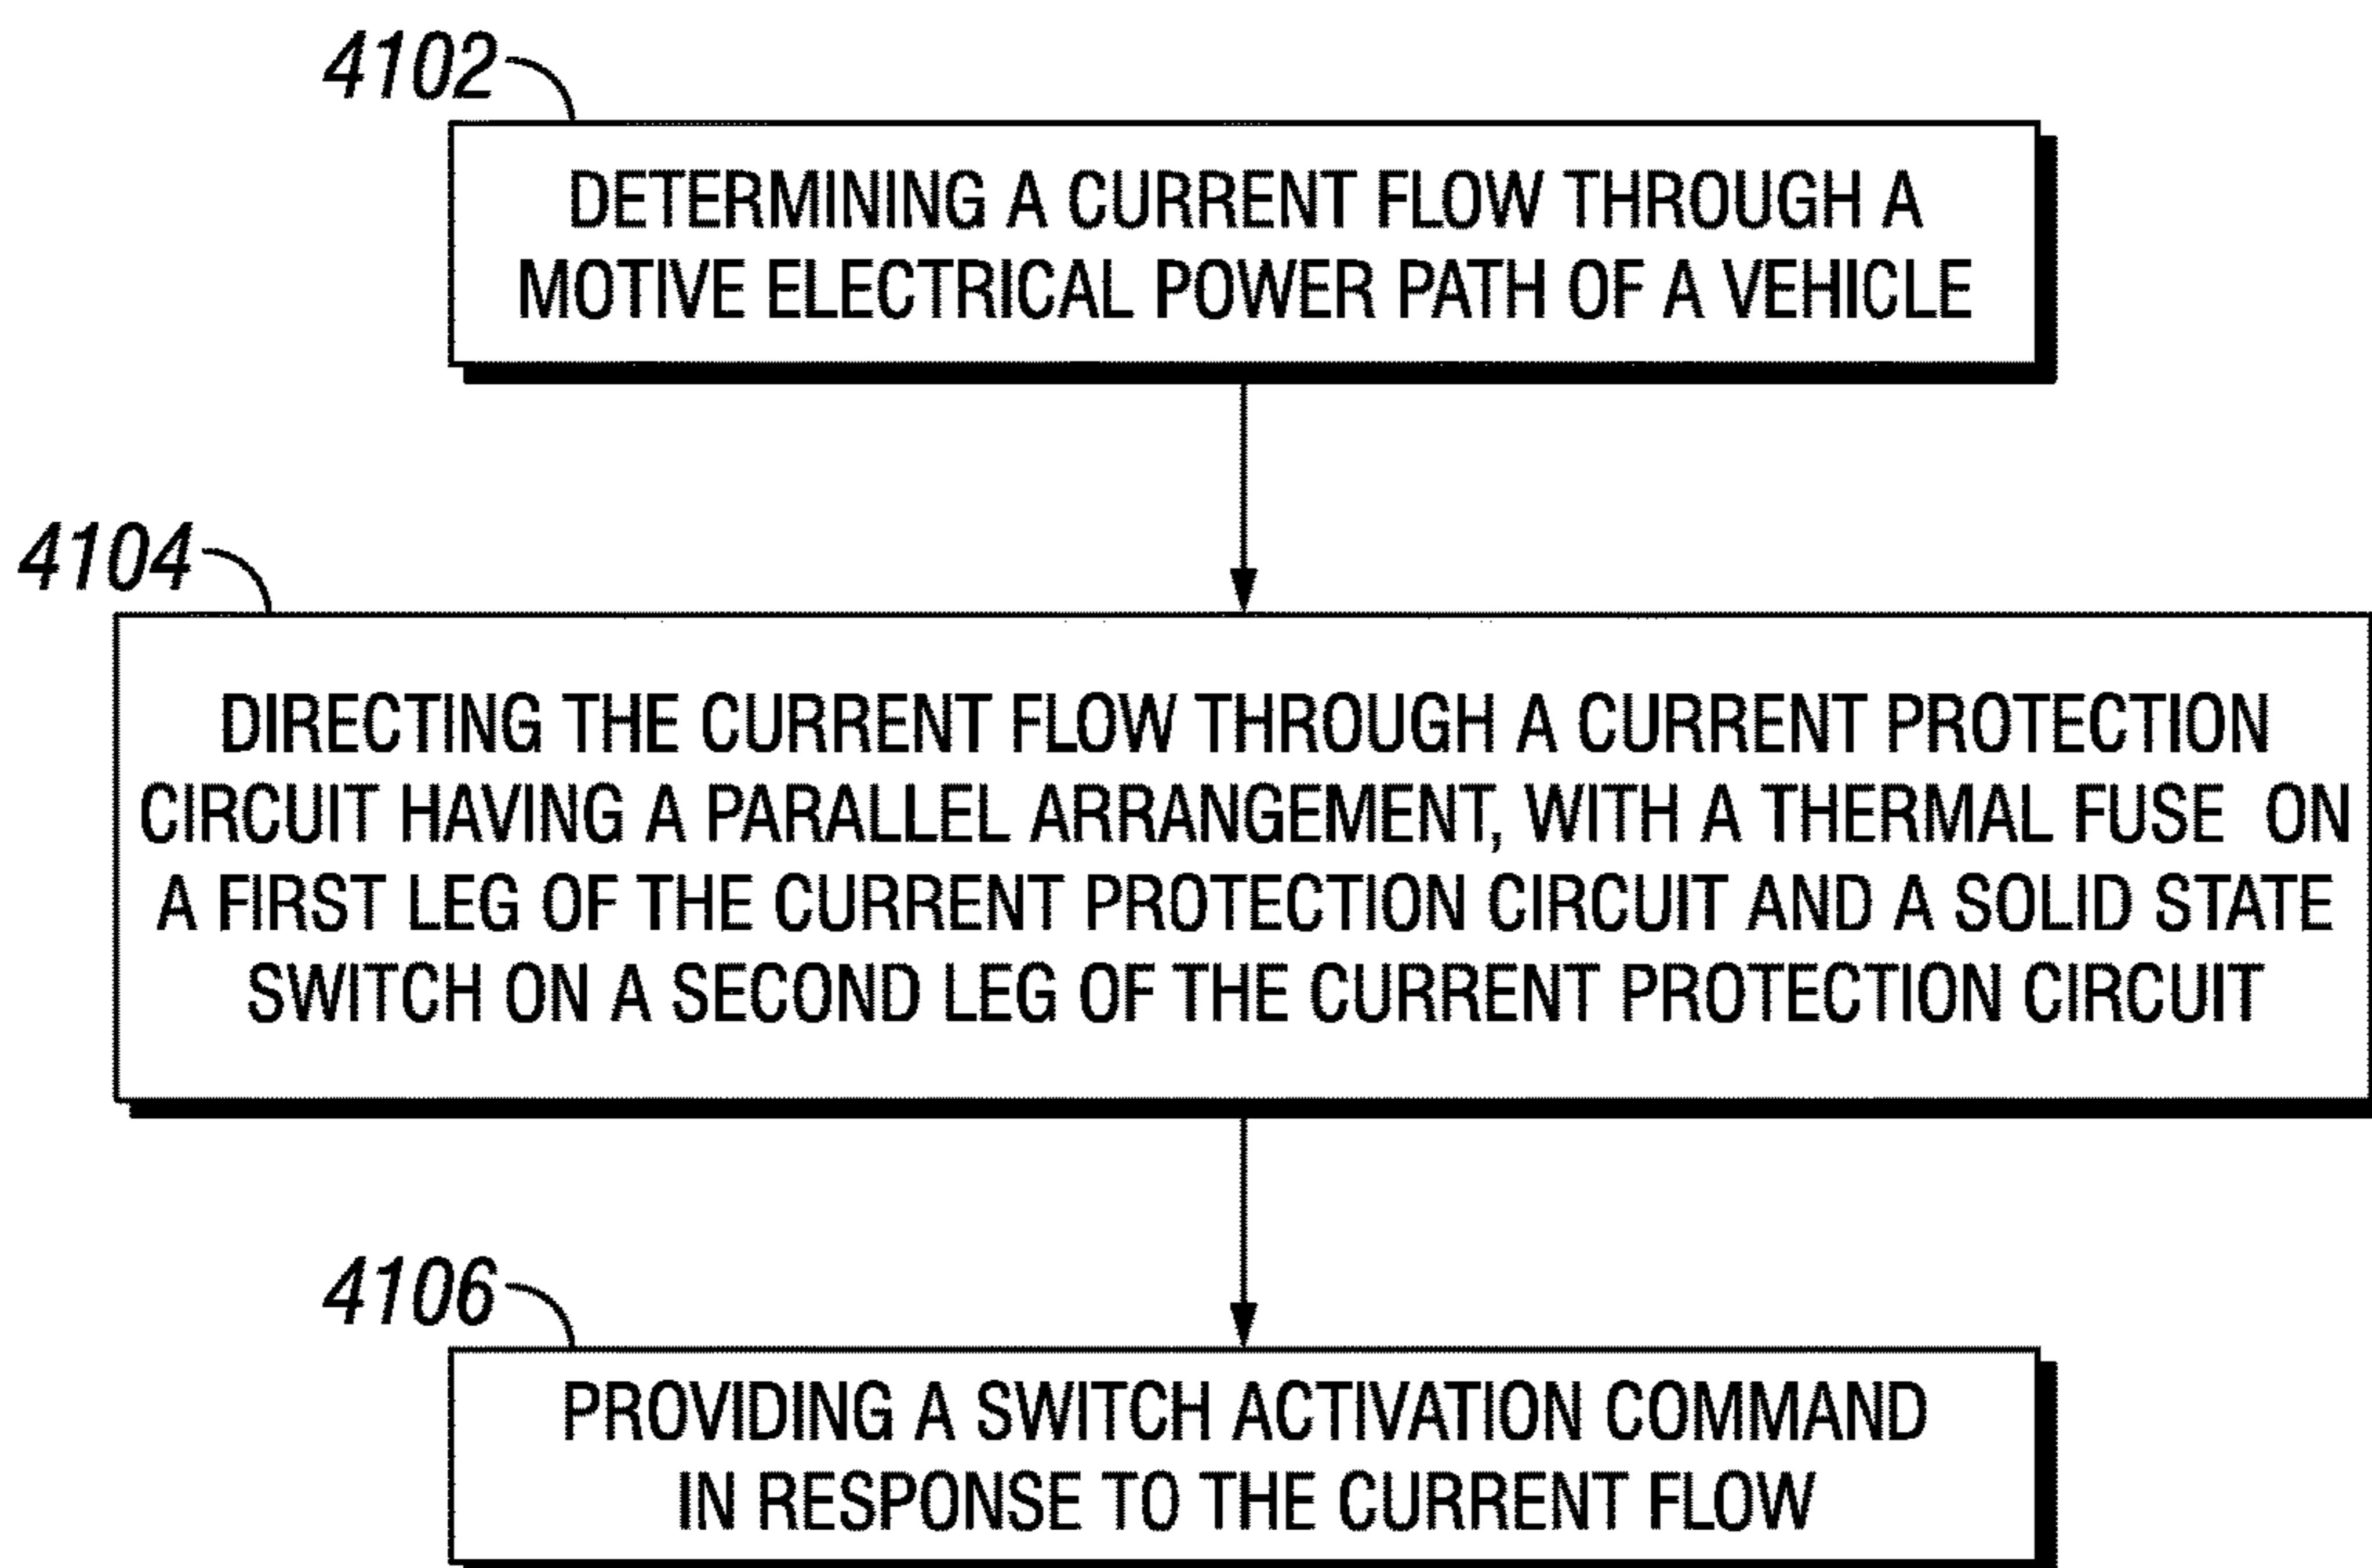 4102
DETERMINING A CURRENT FLOW THROUGH A
MOTIVE ELECTRICAL POWER PATH OF A VEHICLE
4104
DIRECTING THE CURRENT FLOW THROUGH A CURRENT PROTECTION
CIRCUIT HAVING A PARALLEL ARRANGEMENT, WITH A THERMAL FUSE ON
A FIRST LEG OF THE CURRENT PROTECTION CIRCUIT AND A SOLID STATE
SWITCH ON A SECOND LEG OF THE CURRENT PROTECTION CIRCUIT
4106
PROVIDING A SWITCH ACTIVATION COMMAND
IN RESPONSE TO THE CURRENT FLOW